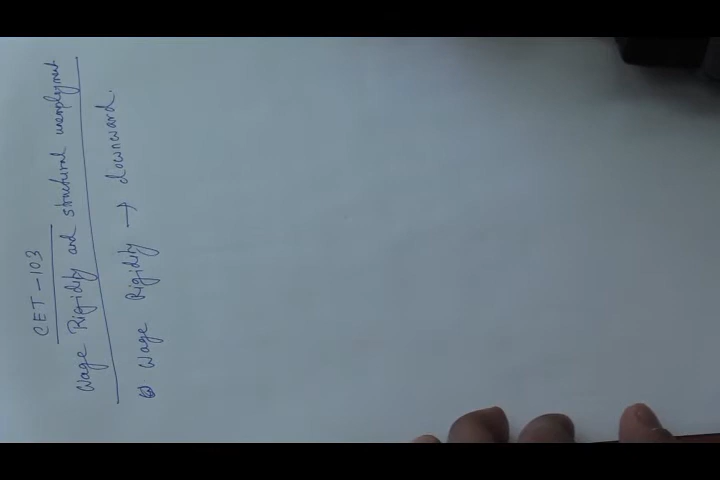 CET - 103
Wage Rigidity and structural unemployment
Wage Rigidity → downward.